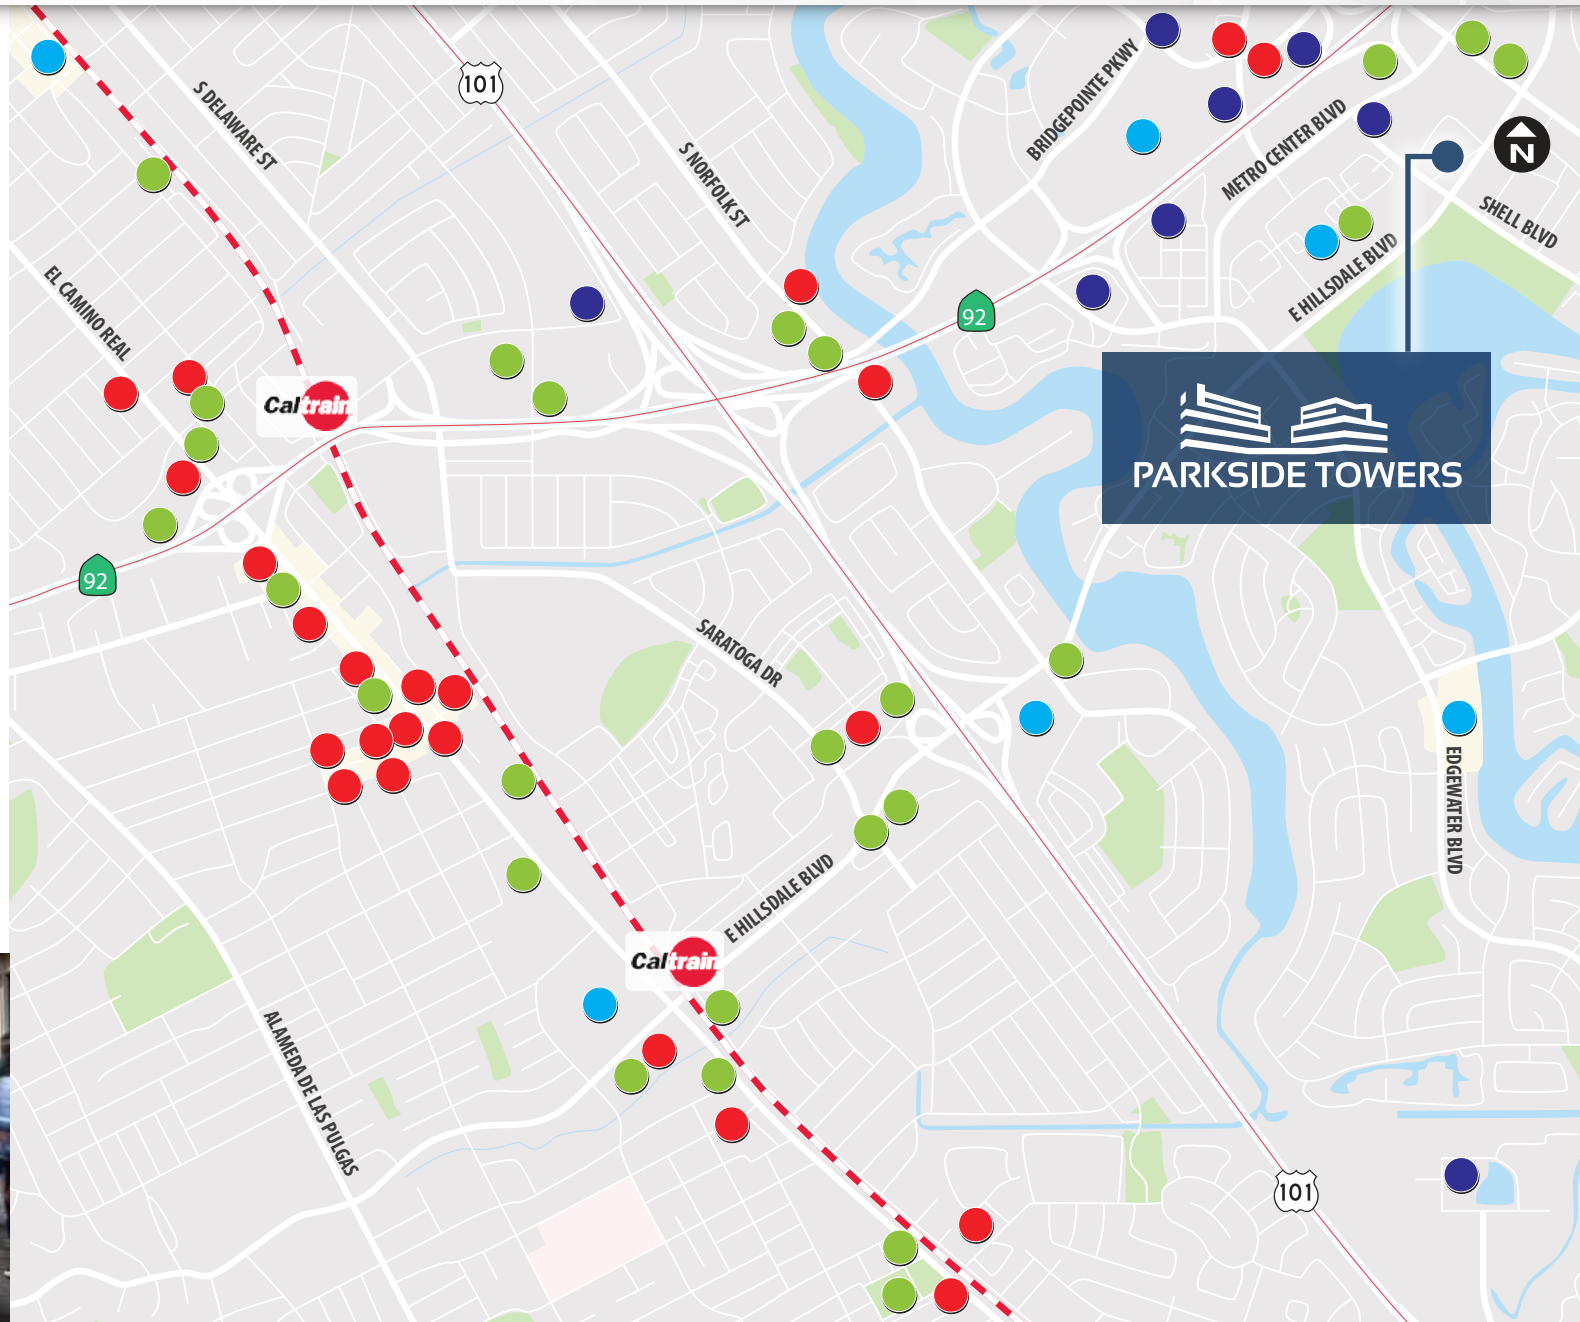 101
BRIDGEPOINTE PKWY
S DELAWARE ST
METRO CENTER BLVD
N
S NORFOLK ST
SHELL BLVD
E HILLSDALE BLVD
EL CAMINO REAL
92
Caltrain
PARKSIDE TOWERS
92
SARATOGA DR
EDGEWATER BLVD
E HILLSDALE BLVD
Caltrain
ALAMEDA DE LAS PULGAS
101